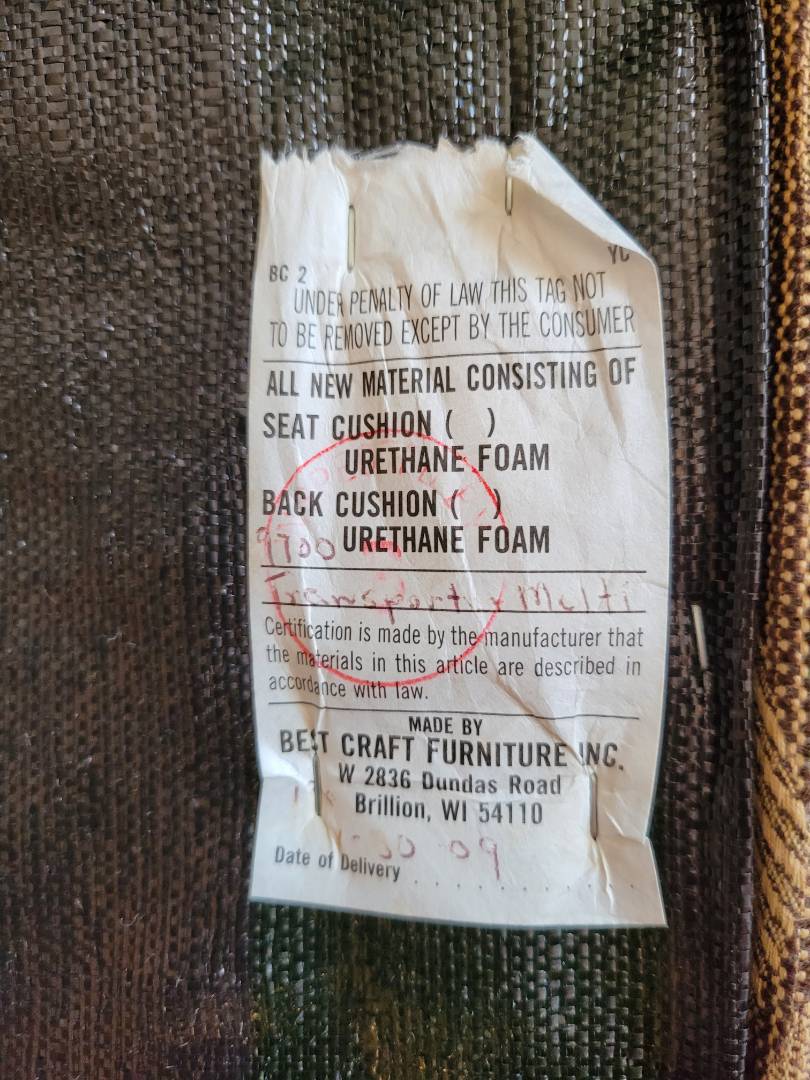 BC 2
YC
UNDER PENALTY OF LAW THIS TAG NOT
TO BE REMOVED EXCEPT BY THE CONSUMER
ALL NEW MATERIAL CONSISTING OF
SEAT CUSHION ( )
URETHANE FOAM
BACK CUSHION ( )
9700 URETHANE FOAM
Transport Multi
Certification is made by the manufacturer that
the materials in this article are described in
accordance with law.
MADE BY
BEST CRAFT FURNITURE INC.
W 2836 Dundas Road
Brillion, WI 54110
09
Date of Delivery